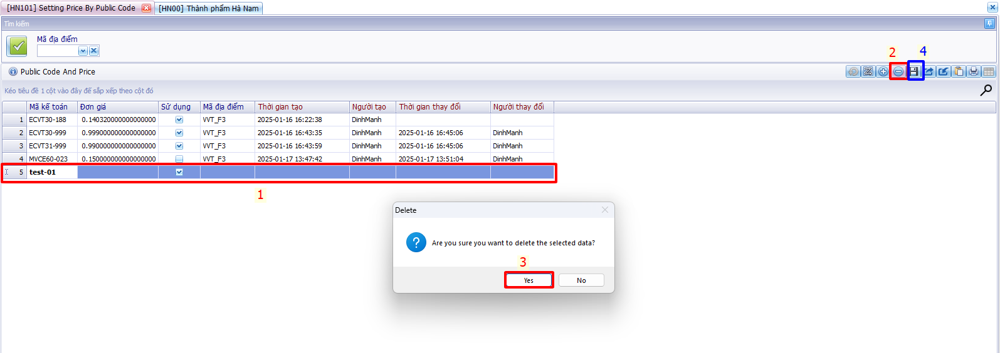 [HN101] Setting Price By Public Code [HN00] Thành phẩm Hà Nam
Tìm kiếm
Mã địa điểm
2 4
Public Code And Price
Kéo tiêu đề 1 cột vào đây để sắp xếp theo cột đó
Mã kế toán Đơn giá Sử dụng Mã địa điểm Thời gian tạo Người tạo Thời gian thay đổi Người thay đổi
1 ECVT30-188 0.140320000000000000 VVT_F3 2025-01-16 16:22:38 DinhManh
2 ECVT30-999 0.999000000000000000 VVT_F3 2025-01-16 16:43:35 DinhManh 2025-01-16 16:45:06 DinhManh
3 ECVT31-999 0.990000000000000000 VVT_F3 2025-01-16 16:43:59 DinhManh 2025-01-16 16:45:06 DinhManh
4 MVCE60-023 0.150000000000000000 VVT_F3 2025-01-17 13:47:42 DinhManh 2025-01-17 13:51:04 DinhManh
5 test-01
1
Delete
Are you sure you want to delete the selected data?
3
Yes No